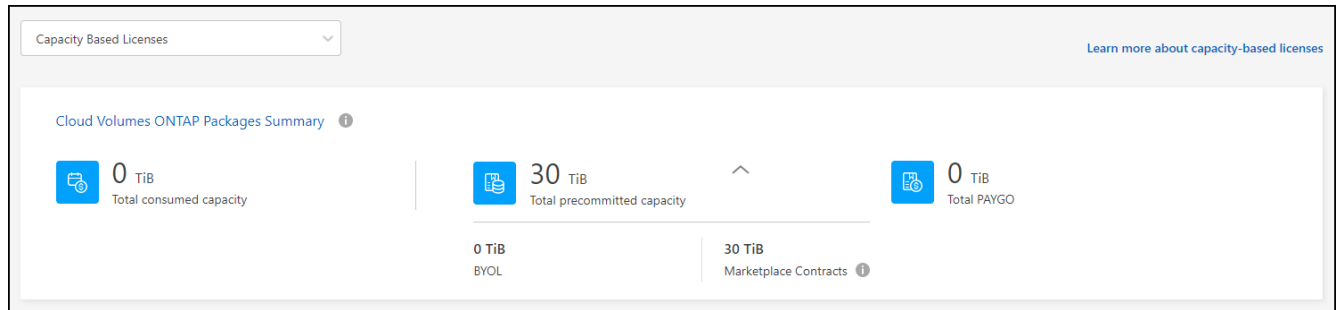 Capacity Based Licenses
Learn more about capacity-based licenses
Cloud Volumes ONTAP Packages Summary
0 TiB
Total consumed capacity
30 TiB
Total precommitted capacity
0 TiB
Total PAYGO
0 TiB
BYOL
30 TiB
Marketplace Contracts